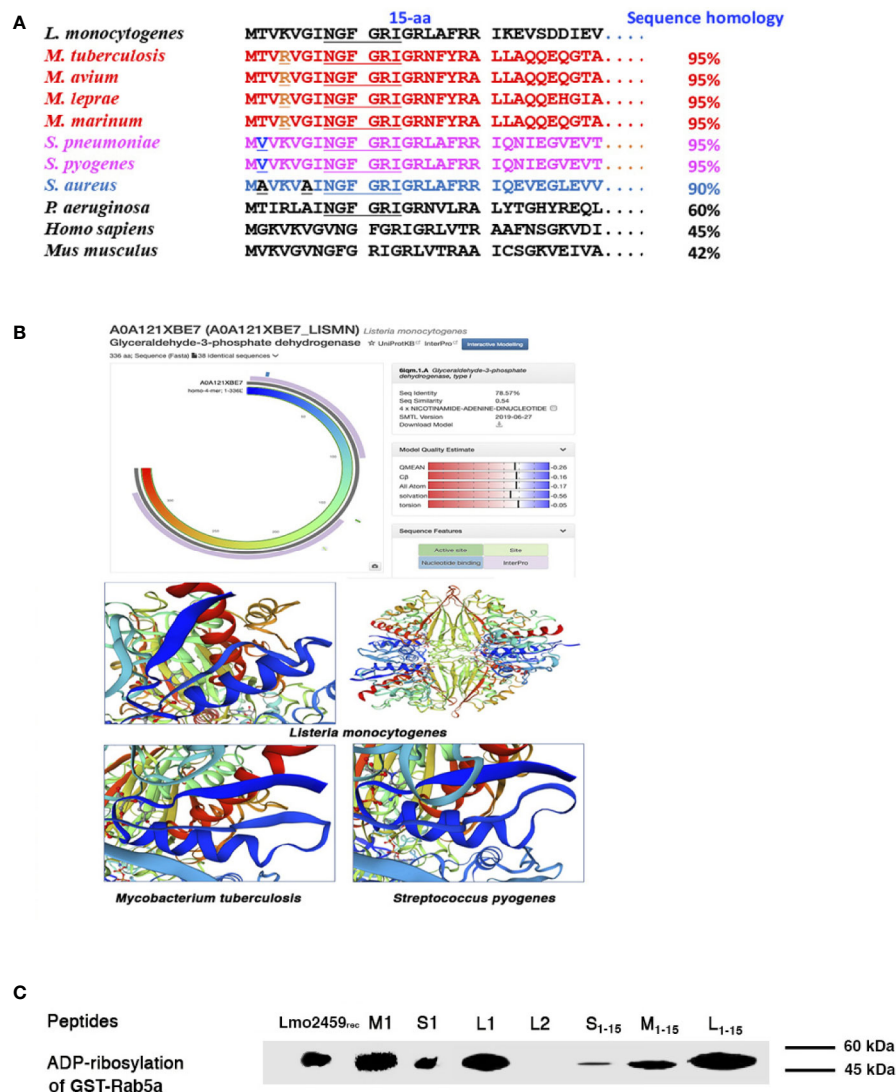 A
15-aa Sequence homology
L. monocytogenes MTVKVGINGF GRIGRLAFRR IKEVSDDIEV....
M. tuberculosis MTVRVGINGF GRIGRNFYRA LLAQQEQGTA.... 95%
M. avium MTVRVGINGF GRIGRNFYRA LLAQQEQGTA.... 95%
M. leprae MTVRVGINGF GRIGRNFYRA LLAQQEHGIA.... 95%
M. marinum MTVRVGINGF GRIGRNFYRA LLAQQEQGTA.... 95%
S. pneumoniae MVVKVGINGF GRIGRLAFRR IQNIEGVEVT.... 95%
S. pyogenes MVVKVGINGF GRIGRLAFRR IQNIEGVEVT.... 95%
S. aureus MAVKVAINGF GRIGRLAFRR IQEVEGLEVV.... 90%
P. aeruginosa MTIRLAINGF GRIGRNVLRA LYTGHYREQL.... 60%
Homo sapiens MGKVKVGVNG FGRIGRLVTR AAFNSGKVDI.... 45%
Mus musculus MVKVGVNGFG RIGRLVTRAA ICSGKVEIVA.... 42%
B
A0A121XBE7 (A0A121XBE7_LISMN) Listeria monocytogenes
Glyceraldehyde-3-phosphate dehydrogenase UniProtKB InterPro Interactive Modelling
336 aa; Sequence (Fasta) 38 identical sequences
A0A121XBE7
homo-4-mer; 1-336
6iqm.1.A Glyceraldehyde-3-phosphate
dehydrogenase, type I
Seq Identity 78.57%
Seq Similarity 0.54
4 x NICOTINAMIDE-ADENINE-DINUCLEOTIDE
SMTL Version 2019-06-27
Download Model
Model Quality Estimate
QMEAN -0.26
Cβ -0.16
All Atom -0.17
solvation -0.56
torsion -0.05
Sequence Features
Active site Site
Nucleotide binding InterPro
Listeria monocytogenes
Mycobacterium tuberculosis Streptococcus pyogenes
C
Peptides Lmo2459rec M1 S1 L1 L2 S1-15 M1-15 L1-15
60 kDa
ADP-ribosylation 45 kDa
of GST-Rab5a